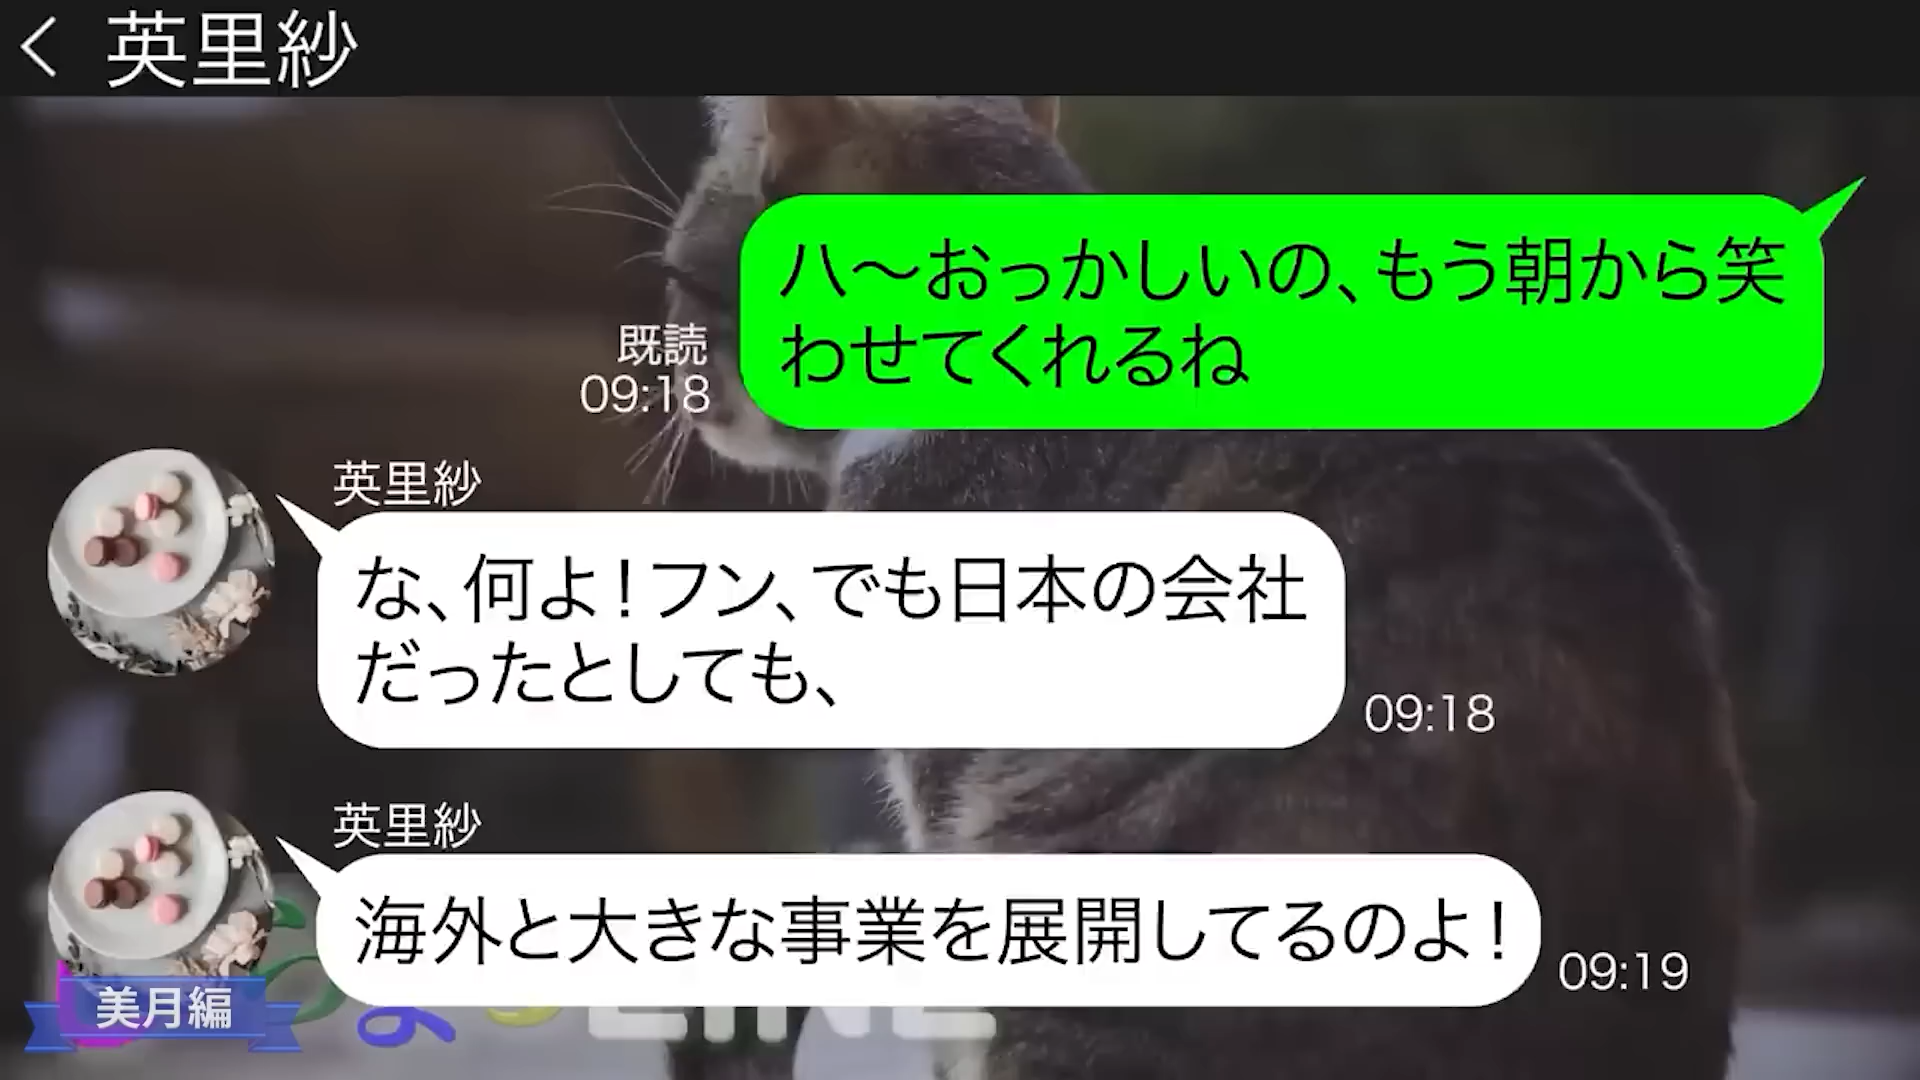 英里紗
ハ～おっかしいの、もう朝から笑
わせてくれるね
既読
09:18
英里紗
な、何よ！フン、でも日本の会社
だったとしても、
09:18
英里紗
海外と大きな事業を展開してるのよ！
09:19
美月編
LINE